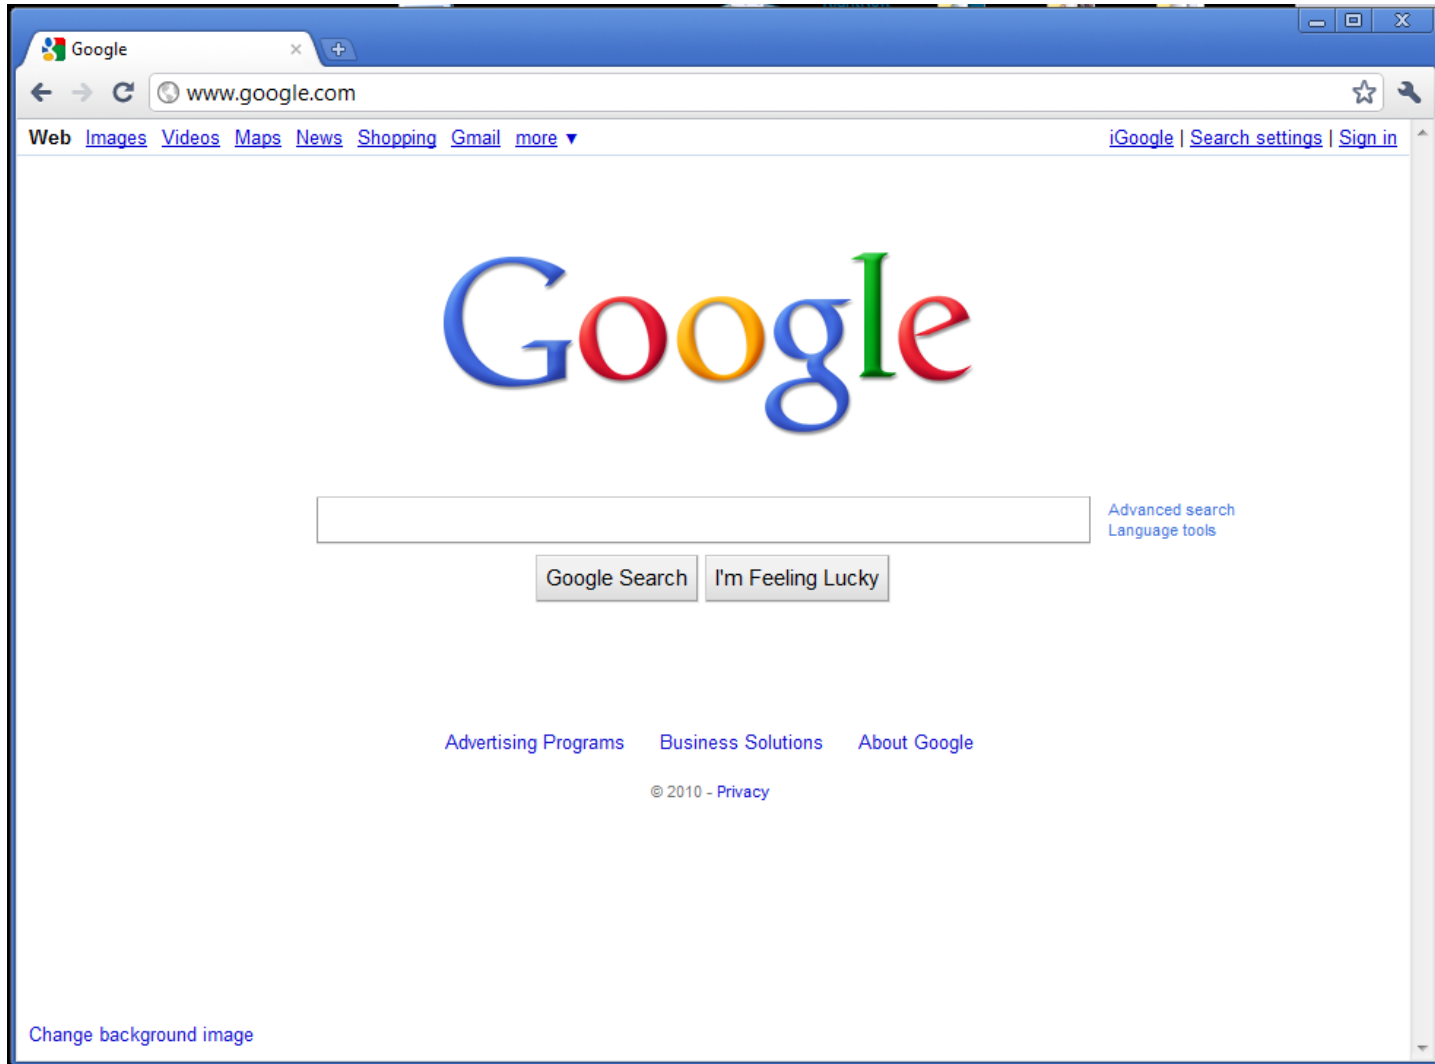 Google
www.google.com
Web Images Videos Maps News Shopping Gmail more ▼ iGoogle | Search settings | Sign in
Google
Advanced search
Language tools
Google Search I'm Feeling Lucky
Advertising Programs Business Solutions About Google
© 2010 - Privacy
Change background image